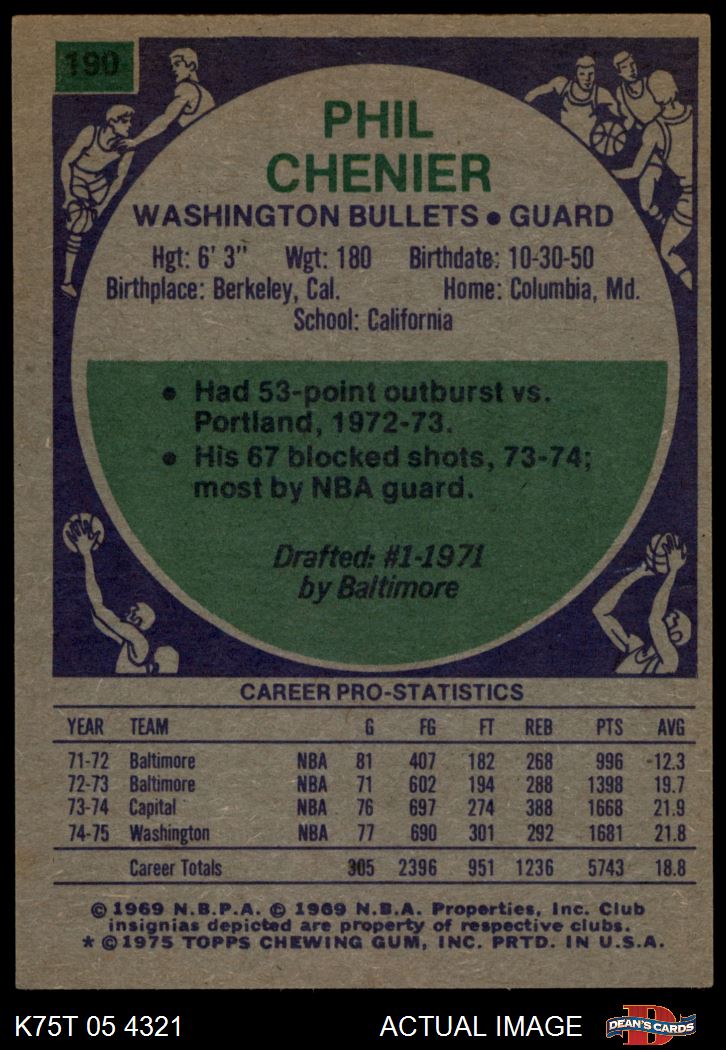 190
PHIL
CHENIER
WASHINGTON BULLETS • GUARD
Hgt: 6' 3" Wgt: 180 Birthdate: 10-30-50
Birthplace: Berkeley, Cal. Home: Columbia, Md.
School: California
• Had 53-point outburst vs.
Portland, 1972-73.
• His 67 blocked shots, 73-74;
most by NBA guard.
Drafted: #1-1971
by Baltimore
CAREER PRO-STATISTICS
YEAR TEAM G FG FT REB PTS AVG
71-72 Baltimore NBA 81 407 182 268 996 12.3
72-73 Baltimore NBA 71 602 194 288 1398 19.7
73-74 Capital NBA 76 697 274 388 1668 21.9
74-75 Washington NBA 77 690 301 292 1681 21.8
Career Totals 305 2396 951 1236 5743 18.8
© 1969 N.B.P.A. © 1969 N.B.A. Properties, Inc. Club
insignias depicted are property of respective clubs.
* © 1975 TOPPS CHEWING GUM, INC. PRTD. IN U.S.A.
K75T 05 4321 ACTUAL IMAGE D DEAN'S CARDS